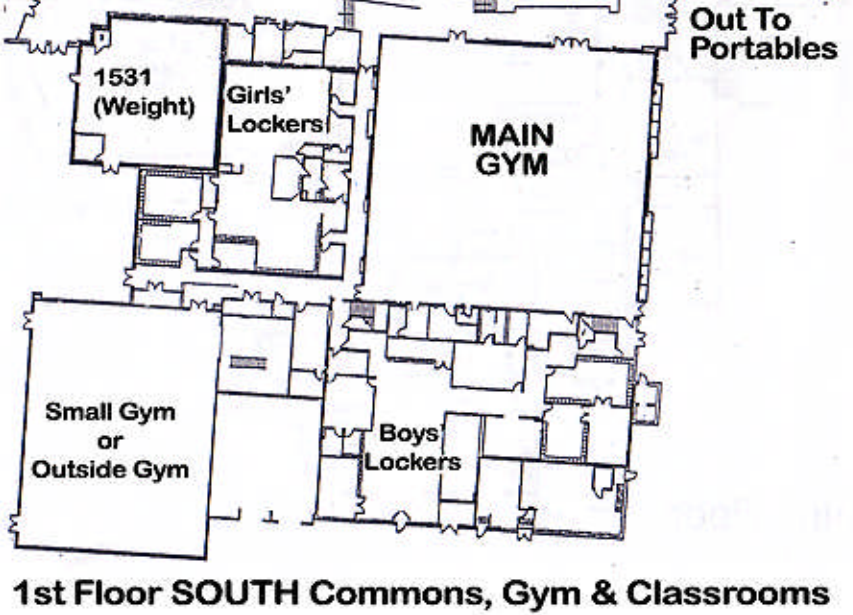 Out To
Portables
1531
(Weight)
Girls'
Lockers
MAIN
GYM
Small Gym
or
Outside Gym
Boys'
Lockers
1st Floor SOUTH Commons, Gym & Classrooms